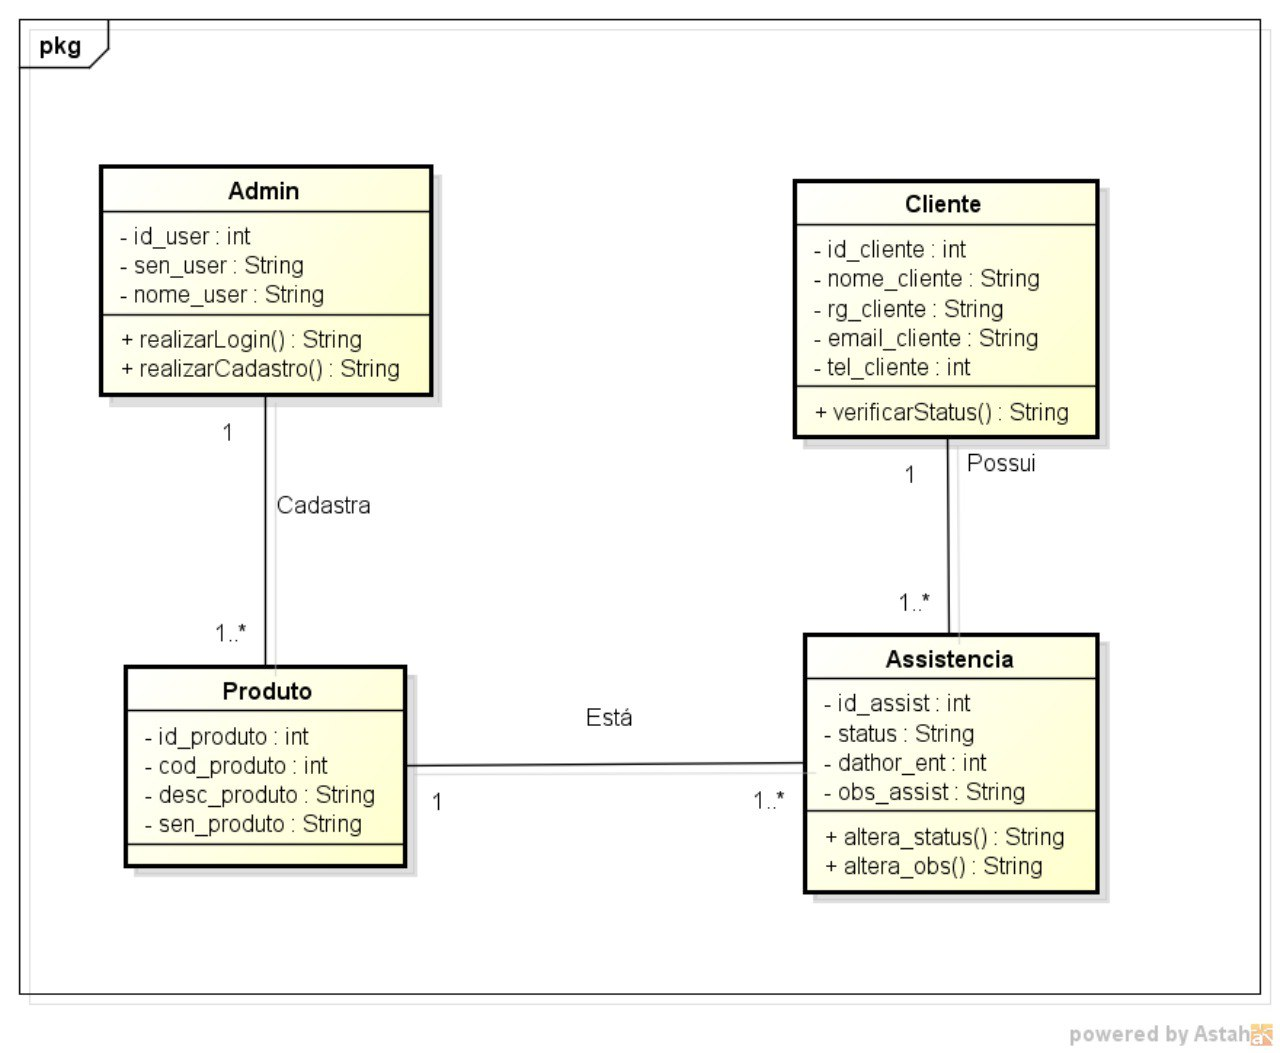 pkg
Admin
- id_user : int
- sen_user : String
- nome_user : String
+ realizarLogin() : String
+ realizarCadastro() : String
Cliente
- id_cliente : int
- nome_cliente : String
- rg_cliente : String
- email_cliente : String
- tel_cliente : int
+ verificarStatus() : String
1
Cadastra
1..*
1
Possui
1..*
Produto
- id_produto : int
- cod_produto : int
- desc_produto : String
- sen_produto : String
Está
1
1..*
Assistencia
- id_assist : int
- status : String
- dathor_ent : int
- obs_assist : String
+ altera_status() : String
+ altera_obs() : String
powered by Astah